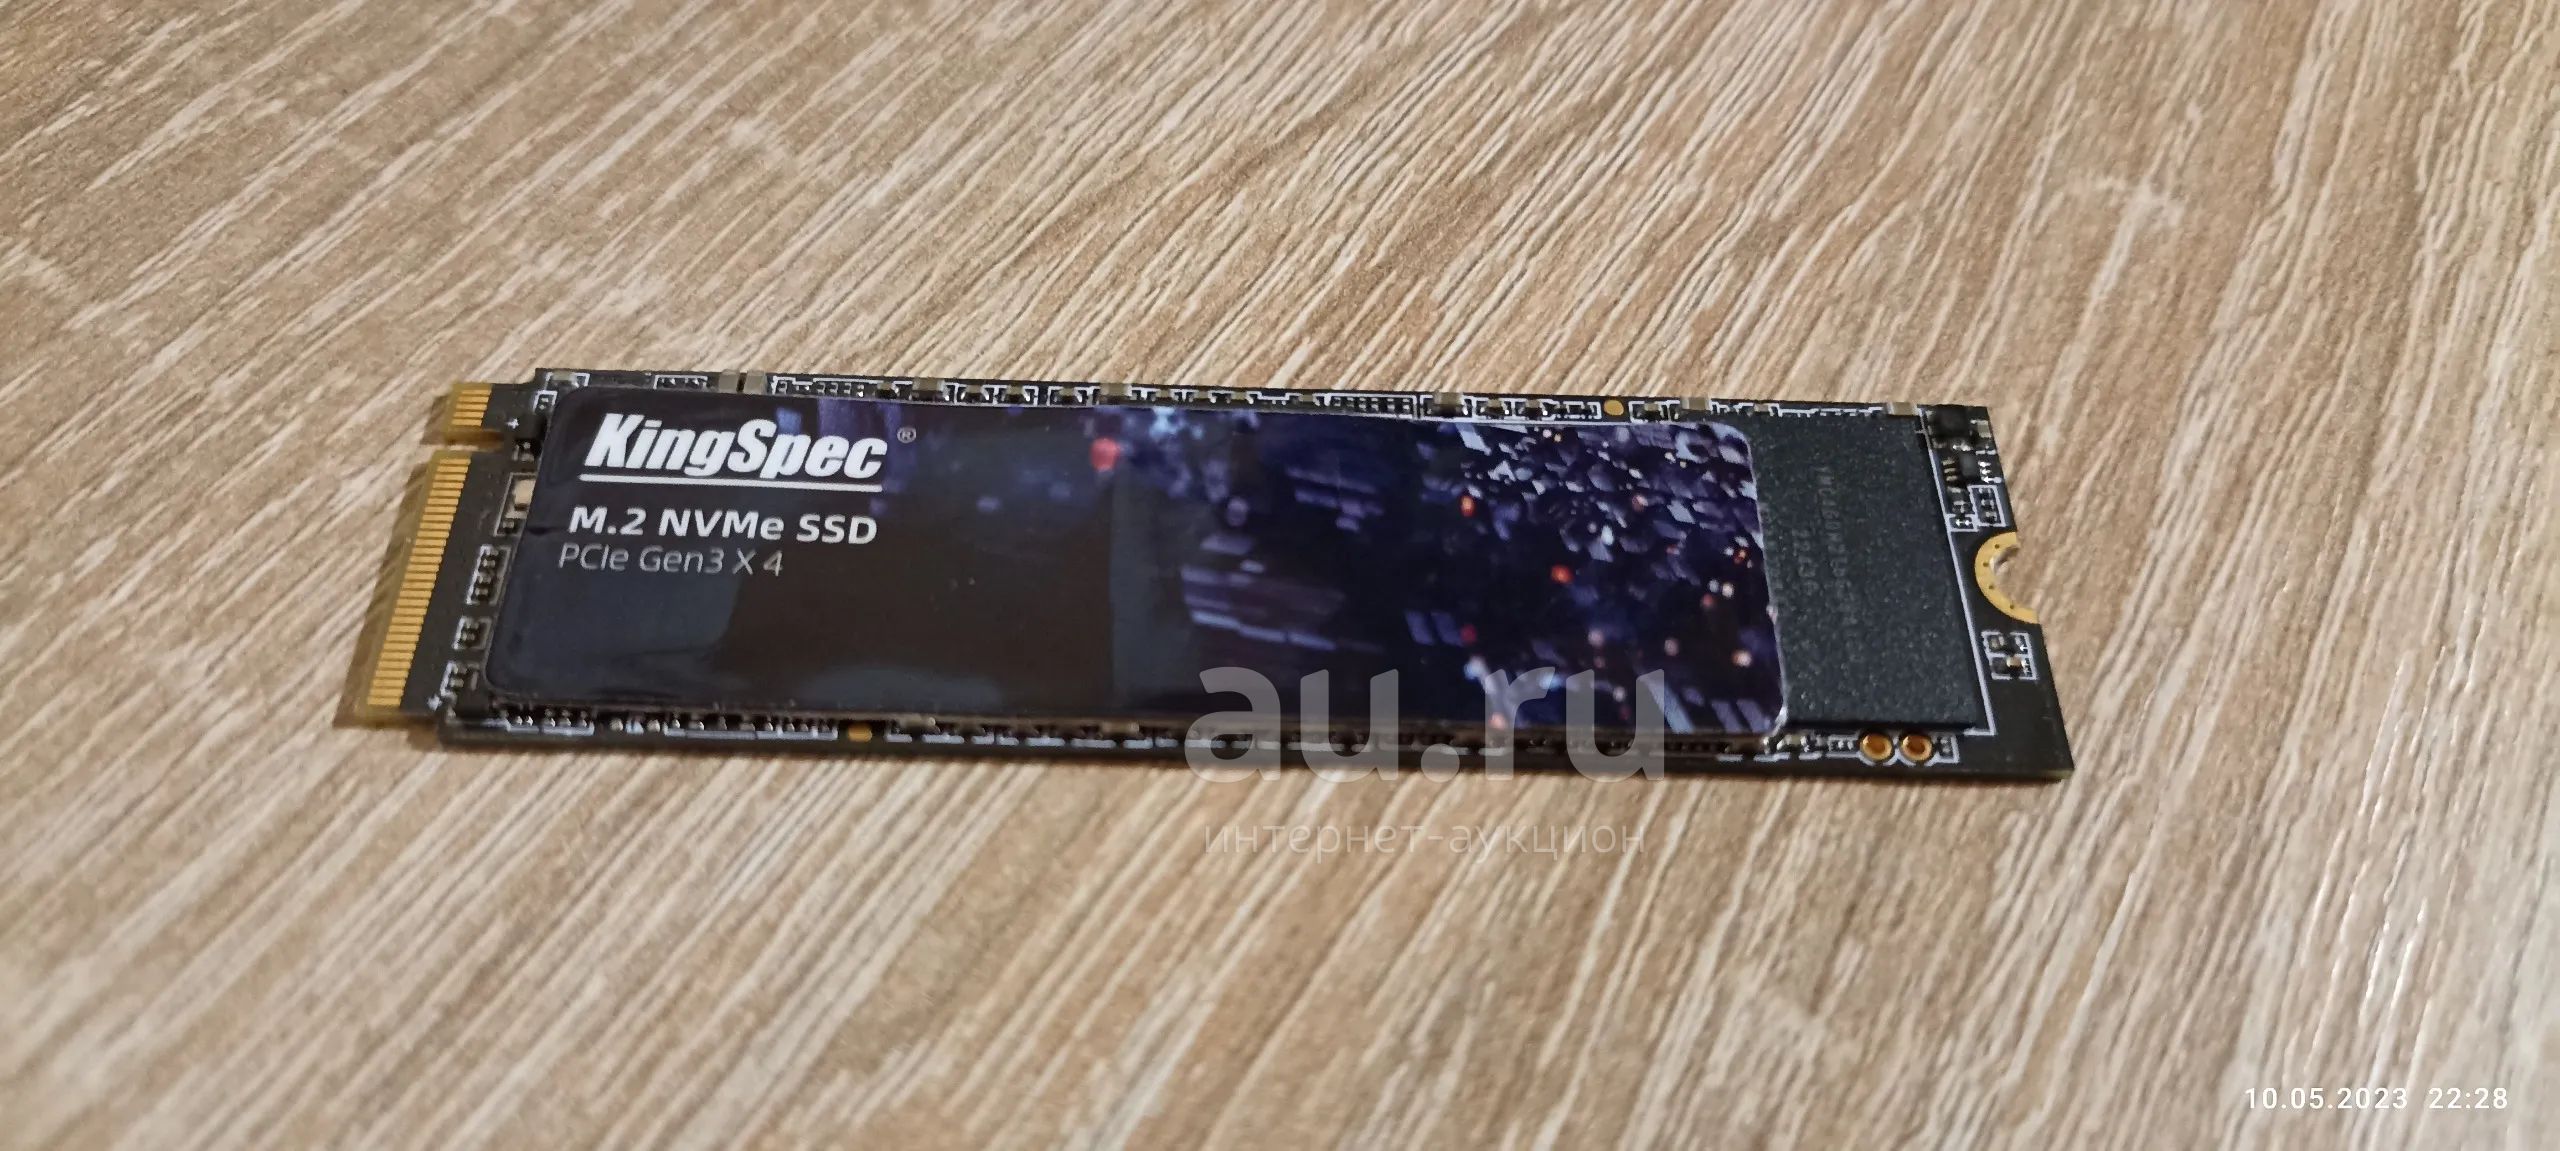 KingSpec®
M.2 NVMe SSD
PCIe Gen3 X 4
au.ru
интернет-аукцион
10.05.2023 22:28